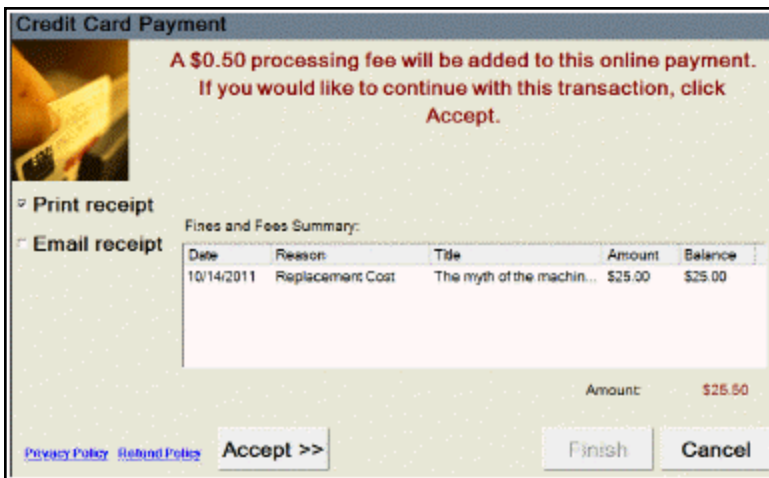 Credit Card Payment
A $0.50 processing fee will be added to this online payment.
If you would like to continue with this transaction, click
Accept.
Print receipt
Email receipt
Fines and Fees Summary:
Date Reason Title Amount Balance
10/14/2011 Replacement Cost The myth of the machin... $25.00 $25.00
Amount: $25.50
Privacy Policy Refund Policy Accept >> Finish Cancel